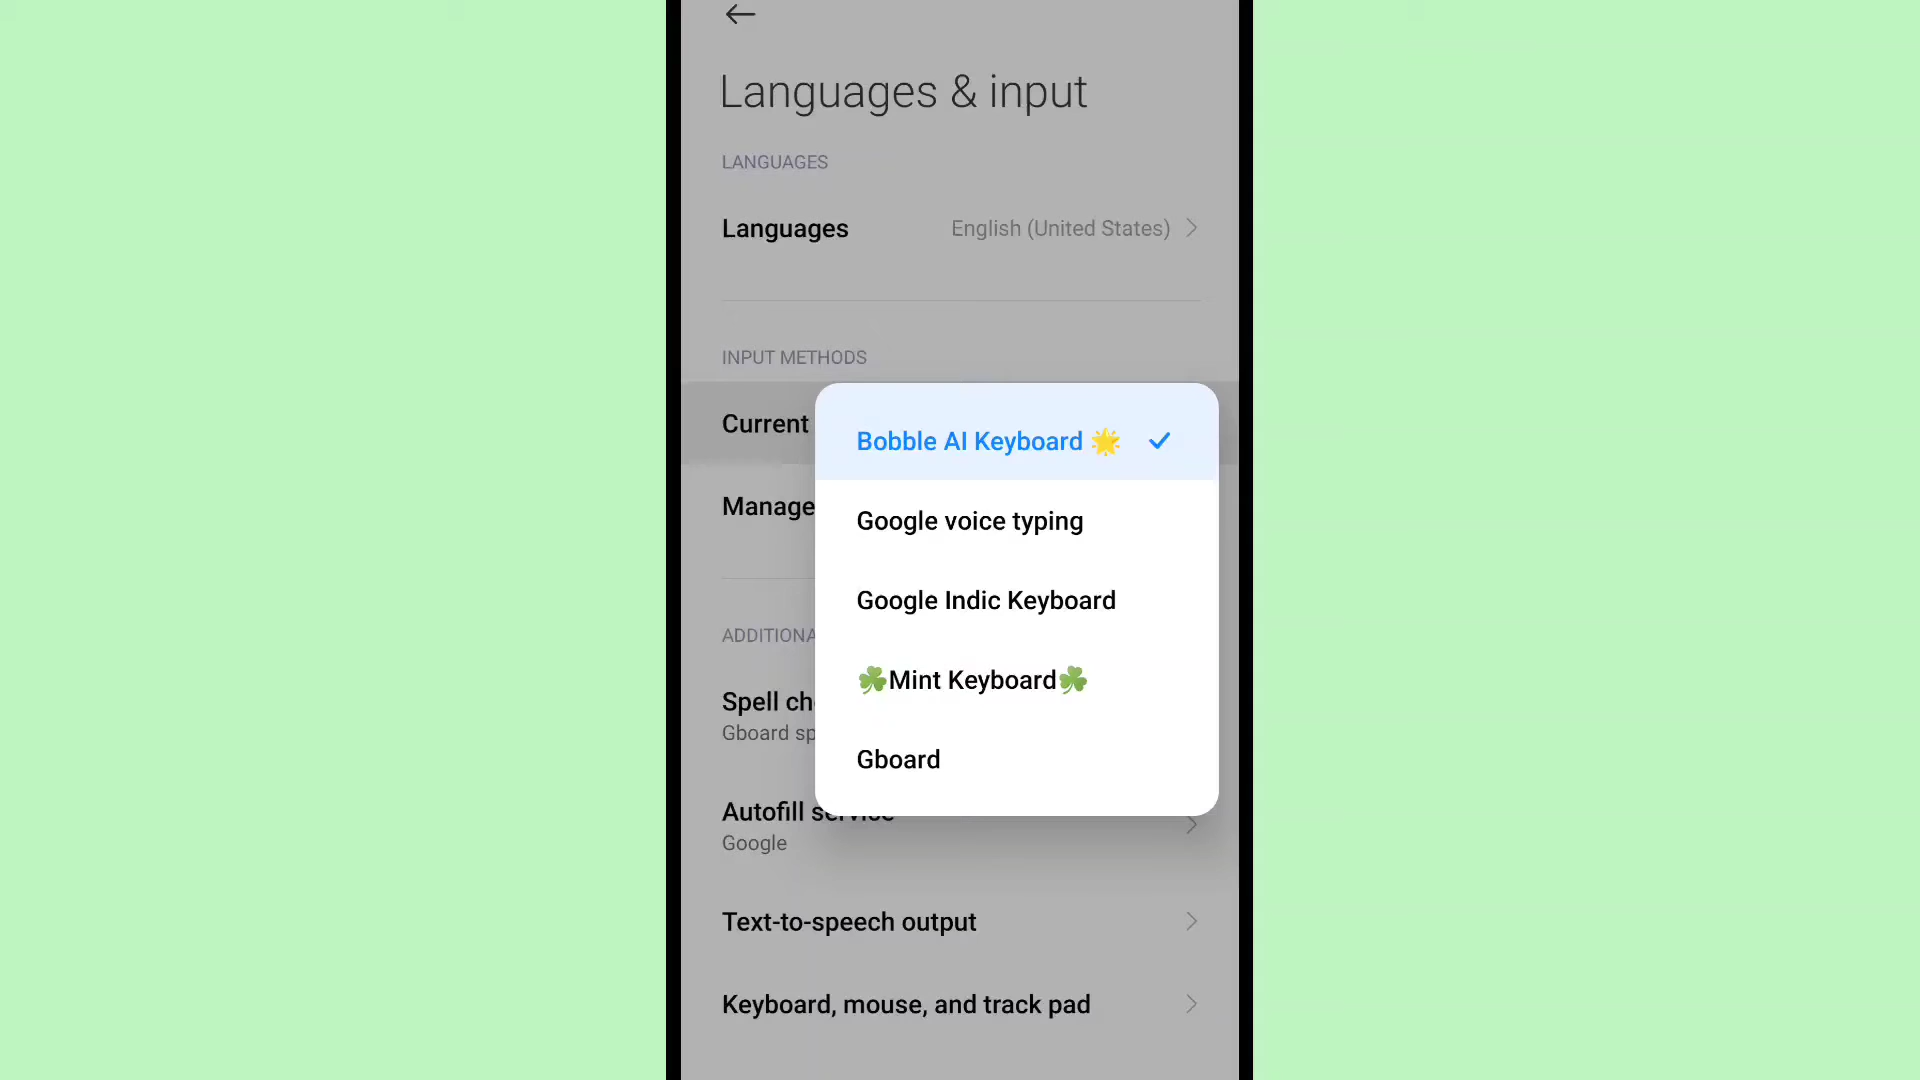 Languages & input
LANGUAGES
Languages English (United States)
INPUT METHODS
Current
Bobble AI Keyboard 🌟
Manage
Google voice typing
Google Indic Keyboard
ADDITIONA
☘️Mint Keyboard☘️
Spell ch
Gboard sp
Gboard
Autofill service
Google
Text-to-speech output
Keyboard, mouse, and track pad